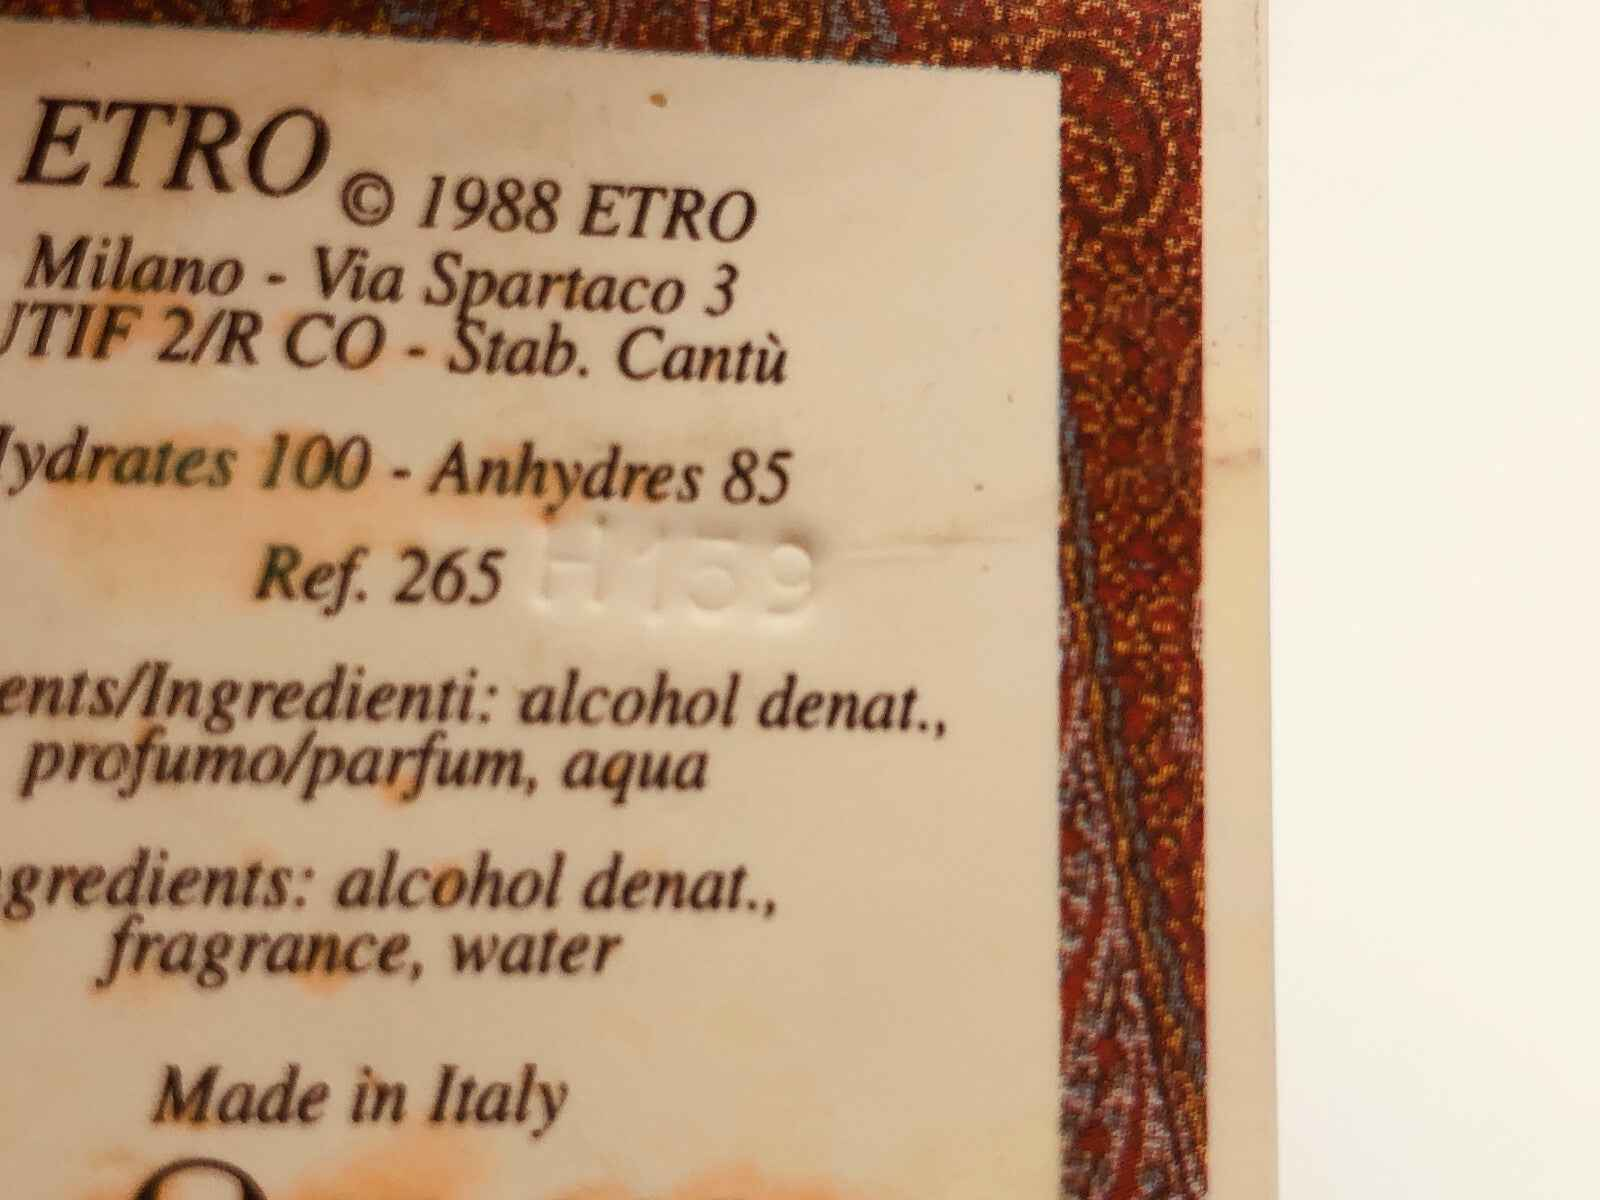 ETRO © 1988 ETRO
Milano - Via Spartaco 3
UTIF 2/R CO - Stab. Cantù
Hydrates 100 - Anhydres 85
Ref. 265 H159
ents/Ingredienti: alcohol denat.,
profumo/parfum, aqua
gredients: alcohol denat.,
fragrance, water
Made in Italy